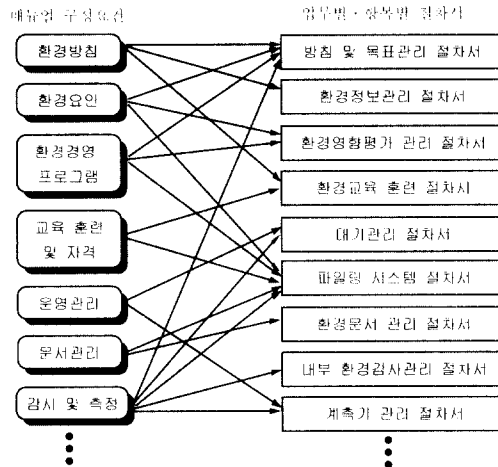 매뉴얼 구성요건
업무별·항목별 절차서
환경방침
환경요인
환경경영
프로그램
교육 훈련
및 자격
운영관리
문서관리
감시 및 측정
방침 및 목표관리 절차서
환경정보관리 절차서
환경영향평가 관리 절차서
환경교육 훈련 절차서
대기관리 절차서
파일링 시스템 절차서
환경문서 관리 절차서
내부 환경감사관리 절차서
계측기 관리 절차서